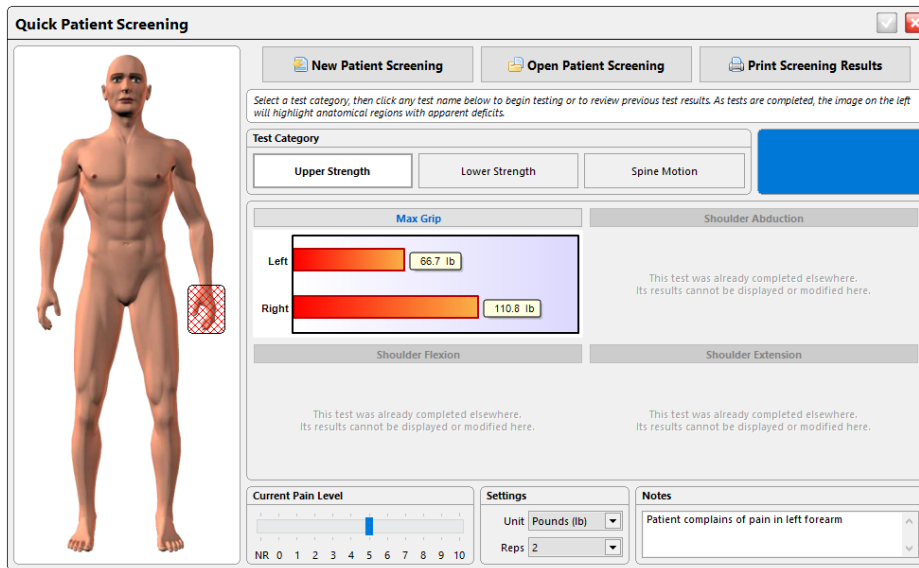 Quick Patient Screening
New Patient Screening
Open Patient Screening
Print Screening Results
Select a test category, then click any test name below to begin testing or to review previous test results. As tests are completed, the image on the left
will highlight anatomical regions with apparent deficits.
Test Category
Upper Strength
Lower Strength
Spine Motion
Max Grip
Left
66.7 lb
Right
110.8 lb
Shoulder Abduction
This test was already completed elsewhere.
Its results cannot be displayed or modified here.
Shoulder Flexion
This test was already completed elsewhere.
Its results cannot be displayed or modified here.
Shoulder Extension
This test was already completed elsewhere.
Its results cannot be displayed or modified here.
Current Pain Level
NR 0 1 2 3 4 5 6 7 8 9 10
Settings
Unit Pounds (lb)
Reps 2
Notes
Patient complains of pain in left forearm